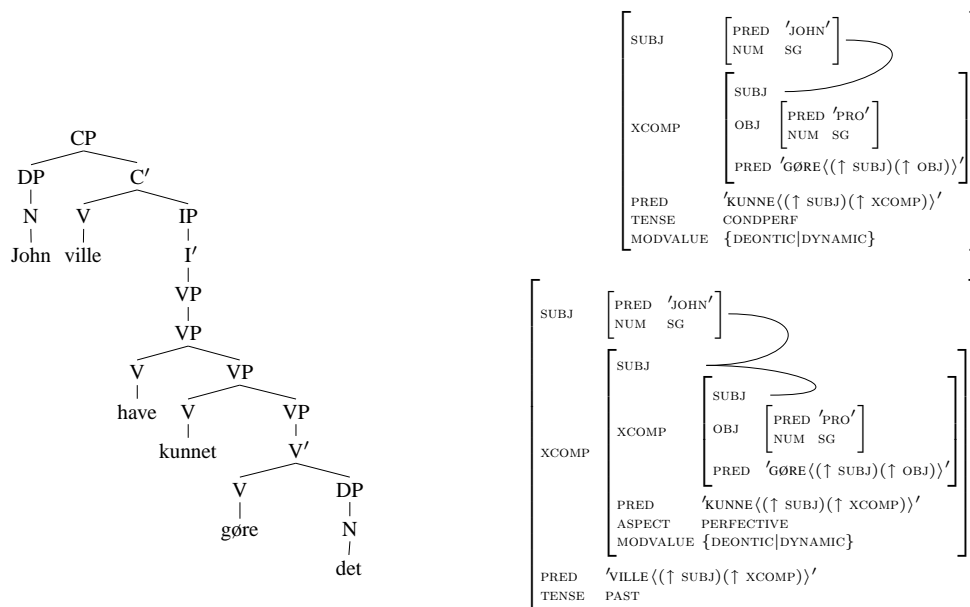 CP
DP C′
N V IP
John ville I′
VP
VP
V VP
have V VP
kunnet V′
V DP
gøre N
det
SUBJ PRED ′JOHN′
NUM SG
XCOMP SUBJ
OBJ PRED ′PRO′
NUM SG
PRED ′GØRE⟨(↑ SUBJ)(↑ OBJ)⟩′
PRED ′KUNNE⟨(↑ SUBJ)(↑ XCOMP)⟩′
TENSE CONDPERF
MODVALUE {DEONTIC|DYNAMIC}
SUBJ PRED ′JOHN′
NUM SG
XCOMP SUBJ
XCOMP SUBJ
OBJ PRED ′PRO′
NUM SG
PRED ′GØRE⟨(↑ SUBJ)(↑ OBJ)⟩′
PRED ′KUNNE⟨(↑ SUBJ)(↑ XCOMP)⟩′
ASPECT PERFECTIVE
MODVALUE {DEONTIC|DYNAMIC}
PRED ′VILLE⟨(↑ SUBJ)(↑ XCOMP)⟩′
TENSE PAST